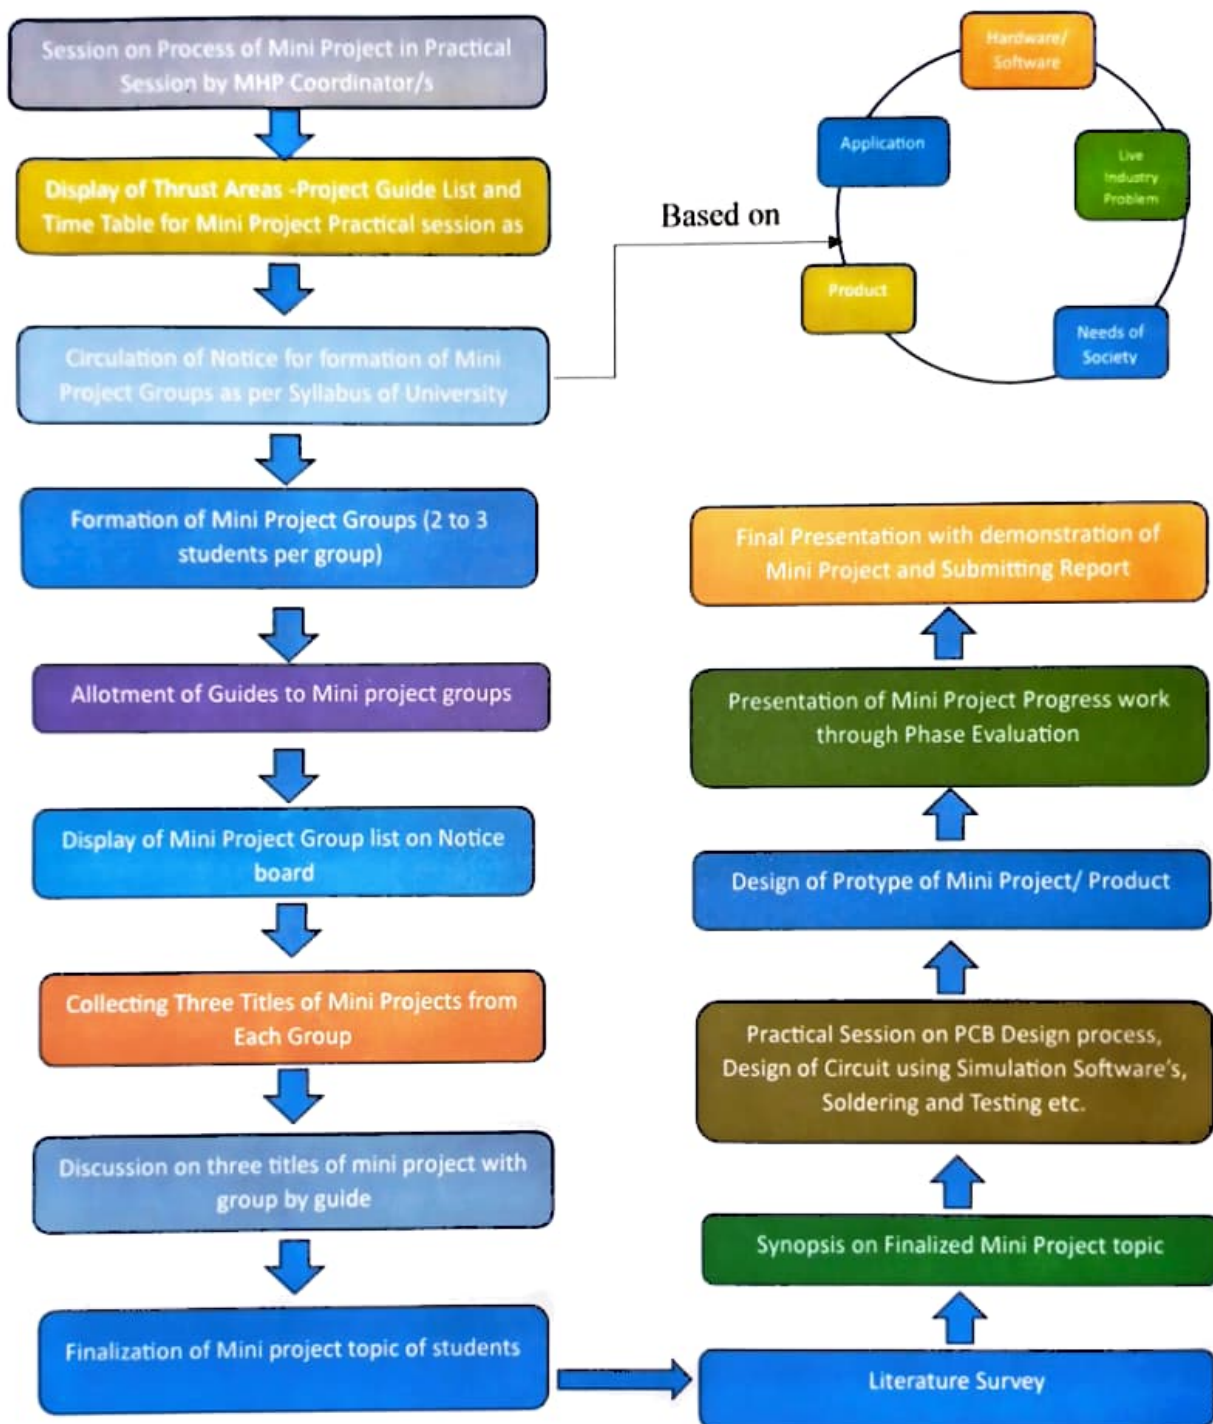 Session on Process of Mini Project in Practical
Session by MHP Coordinator/s
Display of Thrust Areas -Project Guide List and
Time Table for Mini Project Practical session as
Circulation of Notice for formation of Mini
Project Groups as per Syllabus of University
Based on
Hardware/
Software
Application
Live
Industry
Problem
Product
Needs of
Society
Formation of Mini Project Groups (2 to 3
students per group)
Allotment of Guides to Mini project groups
Display of Mini Project Group list on Notice
board
Collecting Three Titles of Mini Projects from
Each Group
Discussion on three titles of mini project with
group by guide
Finalization of Mini project topic of students
Literature Survey
Synopsis on Finalized Mini Project topic
Practical Session on PCB Design process,
Design of Circuit using Simulation Software's,
Soldering and Testing etc.
Design of Protype of Mini Project/ Product
Presentation of Mini Project Progress work
through Phase Evaluation
Final Presentation with demonstration of
Mini Project and Submitting Report